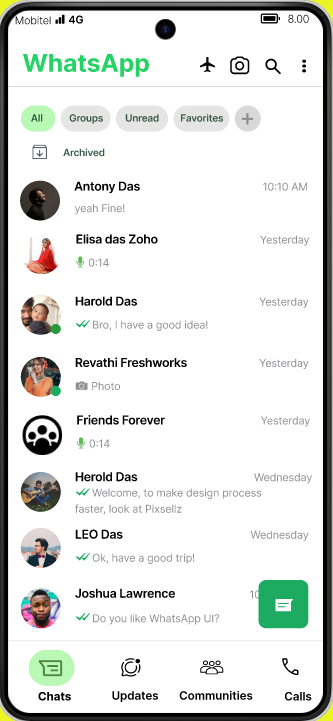 Mobitel 4G 8.00
WhatsApp
All Groups Unread Favorites
Archived
Antony Das 10:10 AM
yeah Fine!
Elisa das Zoho Yesterday
0:14
Harold Das Yesterday
Bro, I have a good idea!
Revathi Freshworks Yesterday
Photo
Friends Forever Yesterday
0:14
Herold Das Wednesday
Welcome, to make design process
faster, look at Pixsellz
LEO Das Wednesday
Ok, have a good trip!
Joshua Lawrence
Do you like WhatsApp UI?
Chats Updates Communities Calls